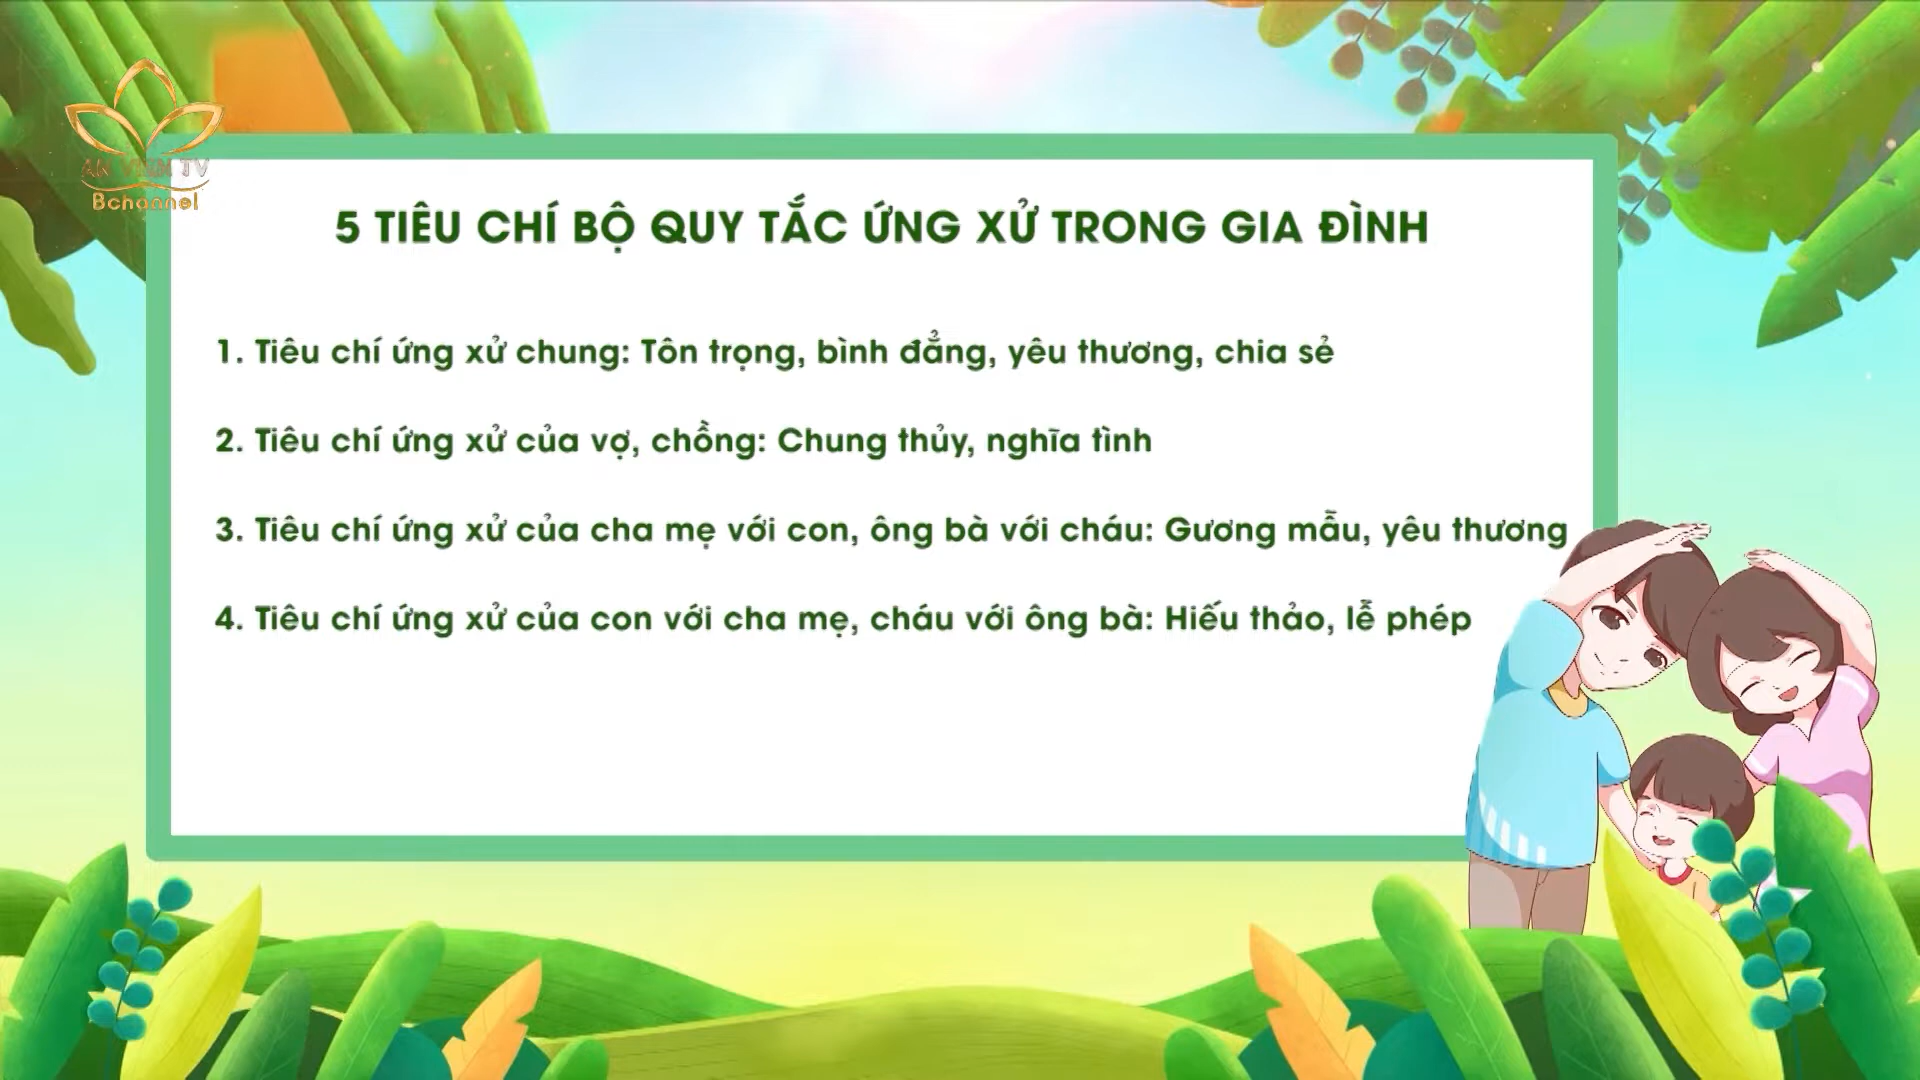 AN VIÊN TV
Bchannel
5 TIÊU CHÍ BỘ QUY TẮC ỨNG XỬ TRONG GIA ĐÌNH
1. Tiêu chí ứng xử chung: Tôn trọng, bình đẳng, yêu thương, chia sẻ
2. Tiêu chí ứng xử của vợ, chồng: Chung thủy, nghĩa tình
3. Tiêu chí ứng xử của cha mẹ với con, ông bà với cháu: Gương mẫu, yêu thương
4. Tiêu chí ứng xử của con với cha mẹ, cháu với ông bà: Hiếu thảo, lễ phép